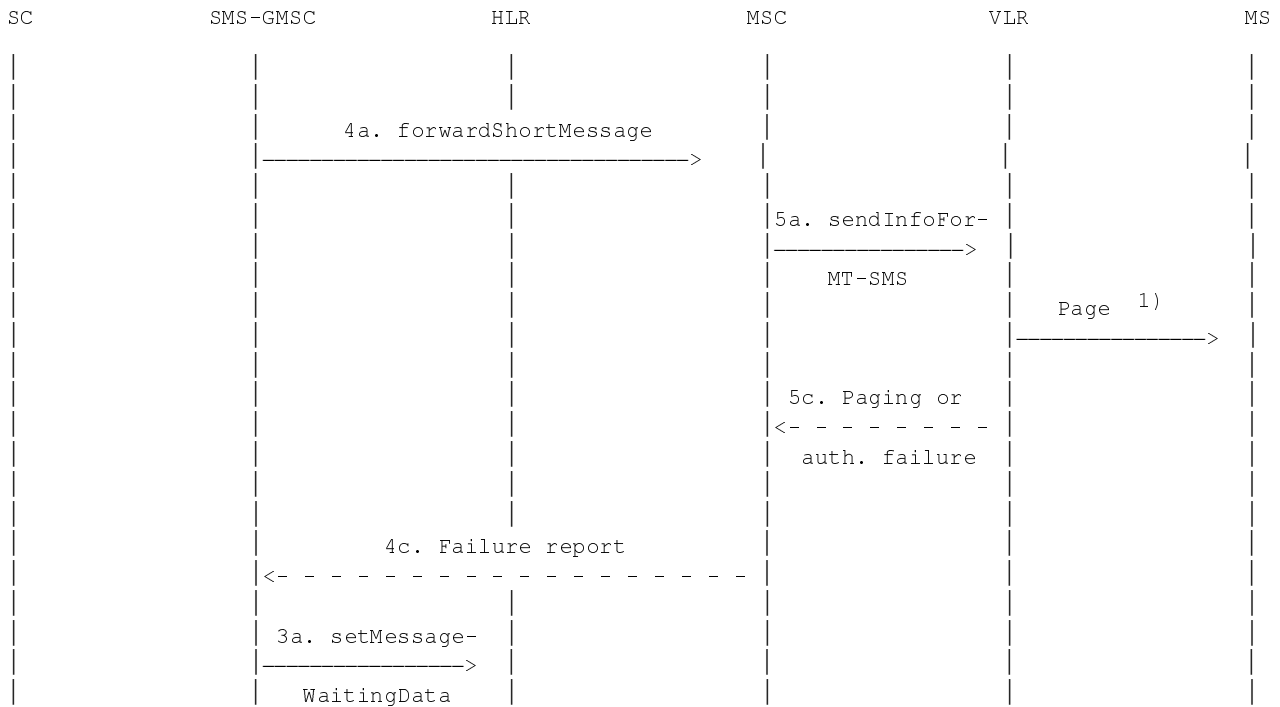 SC SMS-GMSC HLR MSC VLR MS
4a. forwardShortMessage
5a. sendInfoFor-
MT-SMS
Page 1)
5c. Paging or
auth. failure
4c. Failure report
3a. setMessage-
WaitingData